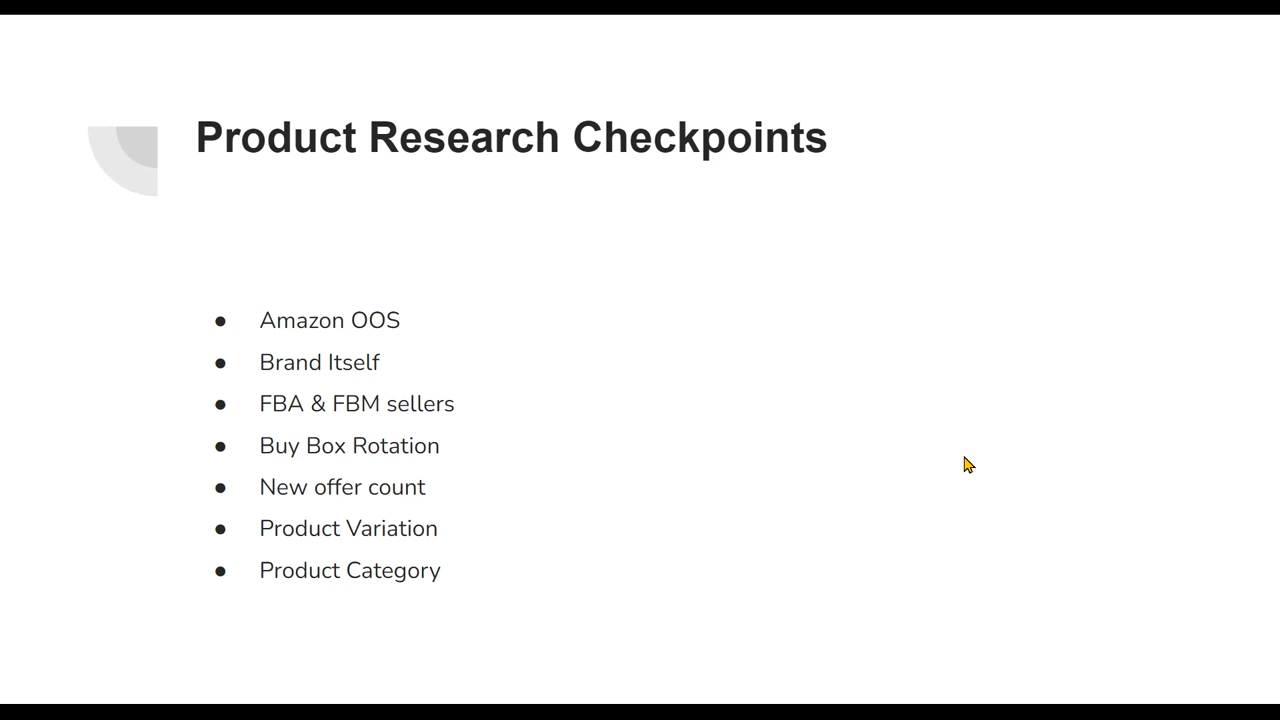 Product Research Checkpoints
● Amazon OOS
● Brand Itself
● FBA & FBM sellers
● Buy Box Rotation
● New offer count
● Product Variation
● Product Category